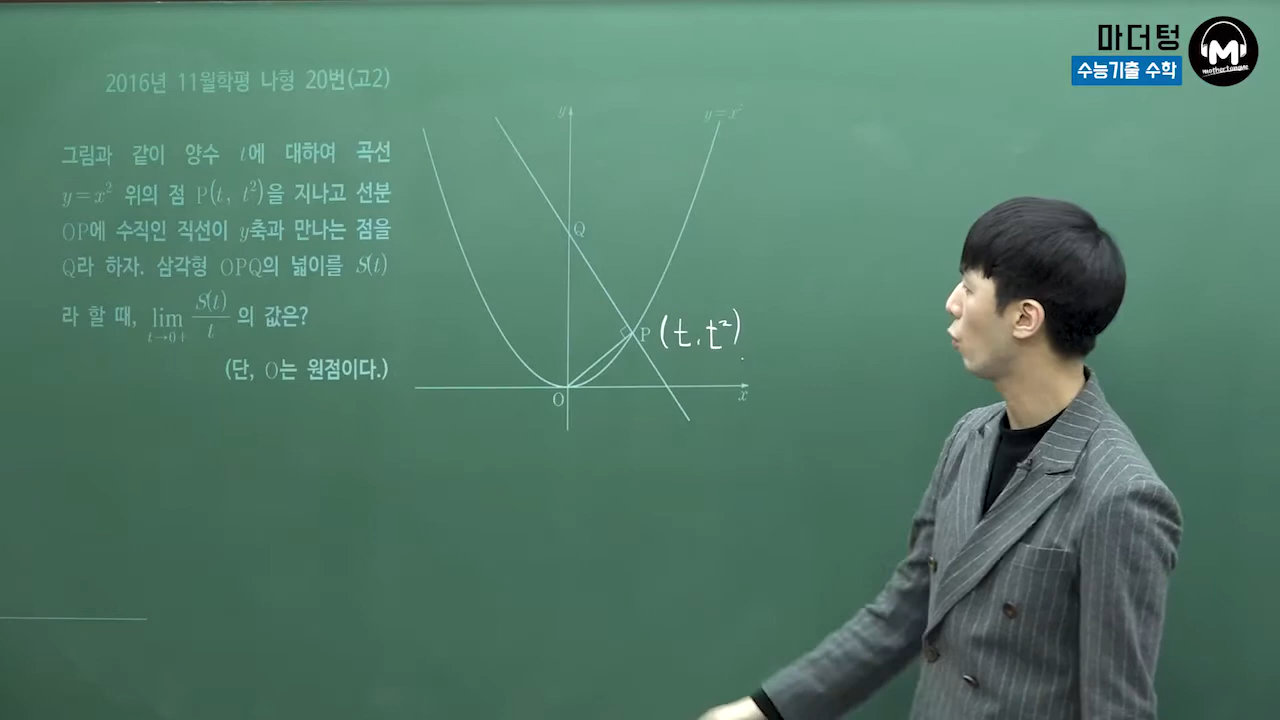 마더텅
수능기출 수학
M
mother tongue
2016년 11월학평 나형 20번(고2)
그림과 같이 양수 t에 대하여 곡선
y=x² 위의 점 P(t, t²)을 지나고 선분
OP에 수직인 직선이 y축과 만나는 점을
Q라 하자. 삼각형 OPQ의 넓이를 S(t)
라 할 때, lim t→0+ S(t)/t 의 값은?
(단, O는 원점이다.)
y
y=x²
Q
P (t, t²)
O
x